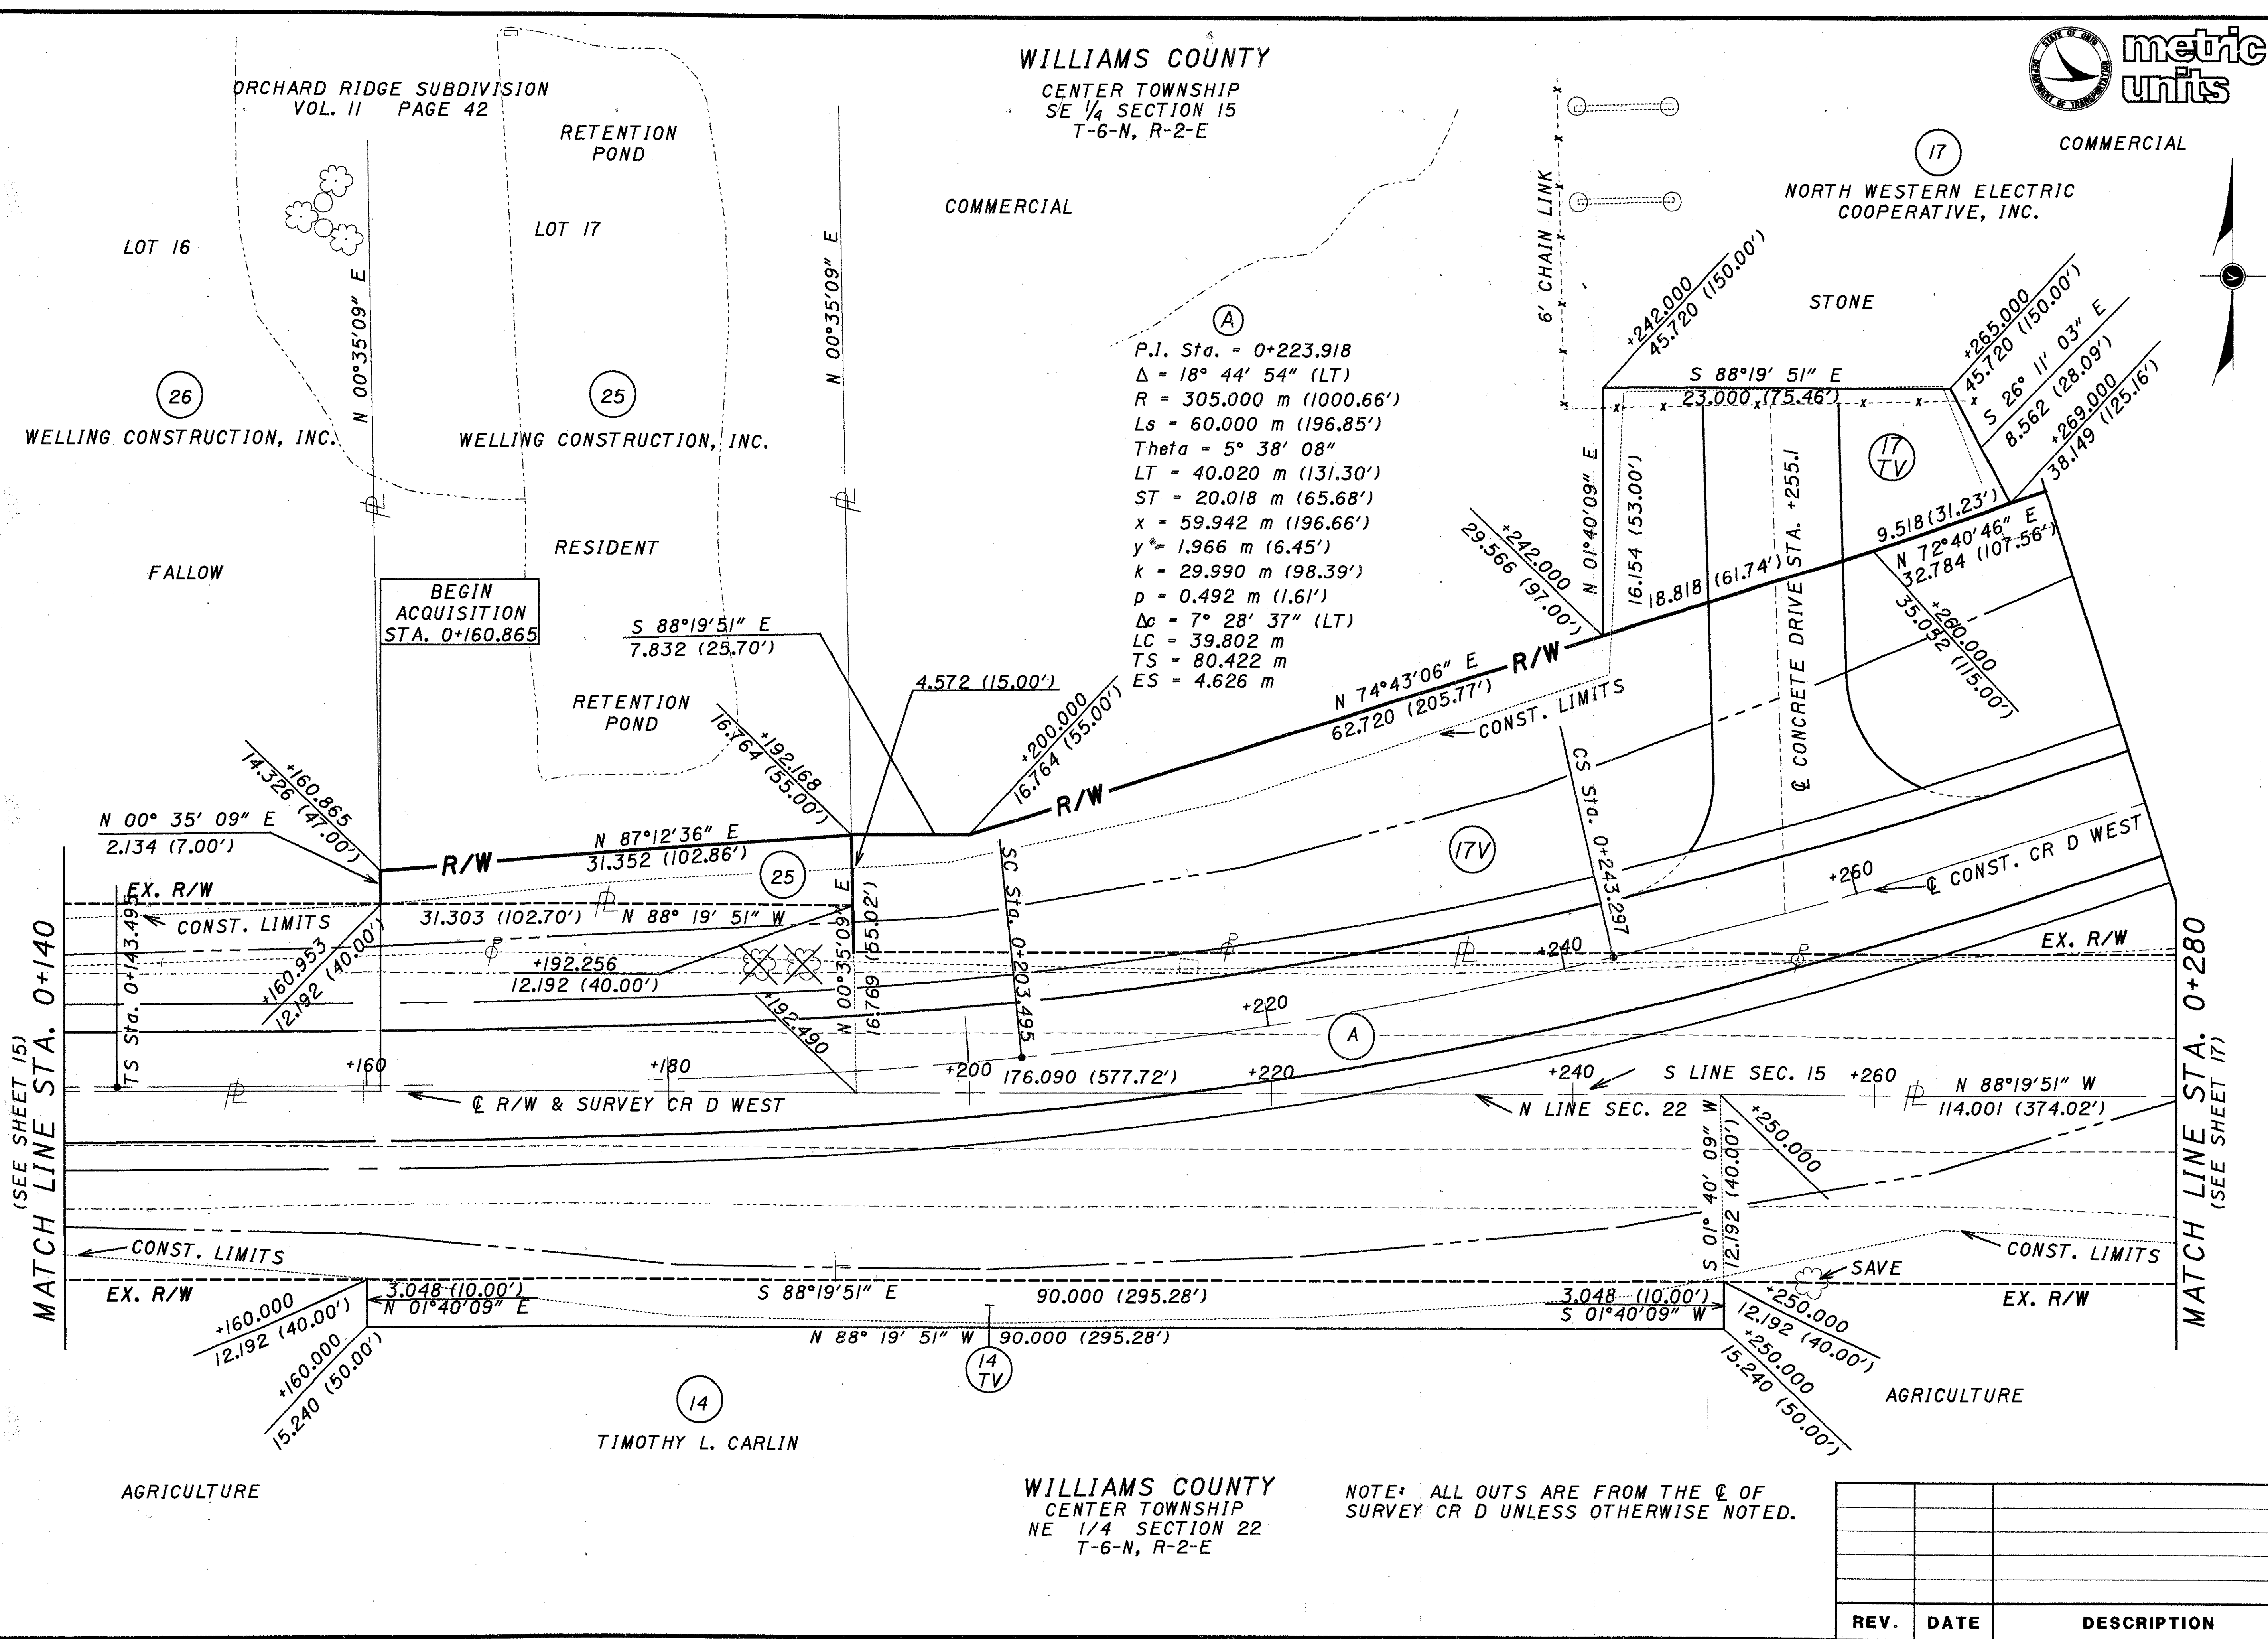 WILLIAMS COUNTY
CENTER TOWNSHIP
SE 1/4 SECTION 15
T-6-N, R-2-E
STATE OF OHIO
DEPARTMENT OF TRANSPORTATION
metric
units
ORCHARD RIDGE SUBDIVISION
VOL. 11 PAGE 42
RETENTION
POND
LOT 16
LOT 17
COMMERCIAL
COMMERCIAL
17
NORTH WESTERN ELECTRIC
COOPERATIVE, INC.
STONE
6' CHAIN LINK
N 00°35'09" E
N 00°35'09" E
26
WELLING CONSTRUCTION, INC.
25
WELLING CONSTRUCTION, INC.
FALLOW
RESIDENT
A
P.I. Sta. = 0+223.918
Δ = 18° 44' 54" (LT)
R = 305.000 m (1000.66')
Ls = 60.000 m (196.85')
Theta = 5° 38' 08"
LT = 40.020 m (131.30')
ST = 20.018 m (65.68')
x = 59.942 m (196.66')
y = 1.966 m (6.45')
k = 29.990 m (98.39')
p = 0.492 m (1.61')
Δc = 7° 28' 37" (LT)
LC = 39.802 m
TS = 80.422 m
ES = 4.626 m
+242.000
45.720 (150.00')
S 88°19' 51" E
23.000 (75.46')
+265.000
45.720 (150.00')
S 26° 11' 03" E
8.562 (28.09')
+269.000
38.149 (125.16')
17
TV
N 01°40'09" E
16.154 (53.00')
+242.000
29.566 (97.00')
18.818 (61.74')
9.518 (31.23')
N 72°40'46" E
32.784 (107.56')
+260.000
35.052 (115.00')
℄ CONCRETE DRIVE STA. +255.1
BEGIN
ACQUISITION
STA. 0+160.865
S 88°19'51" E
7.832 (25.70')
4.572 (15.00')
RETENTION
POND
+192.168
16.764 (55.00')
+200.000
16.764 (55.00')
N 74°43'06" E
62.720 (205.77')
R/W
R/W
CONST. LIMITS
+160.865
14.326 (47.00')
N 00° 35' 09" E
2.134 (7.00')
R/W
N 87°12'36" E
31.352 (102.86')
25
17V
CS Sta. 0+243.297
SC Sta. 0+203.495
EX. R/W
CONST. LIMITS
31.303 (102.70')
N 88° 19' 51" W
N 00°35'09" E
16.769 (55.02')
+160.953
12.192 (40.00')
+192.256
12.192 (40.00')
+192.490
TS Sta. 0+143.495
+220
+240
+260
℄ CONST. CR D WEST
EX. R/W
A
MATCH LINE STA. 0+140
(SEE SHEET 15)
MATCH LINE STA. 0+280
(SEE SHEET 17)
+160
+180
+200
176.090 (577.72')
+220
+240
S LINE SEC. 15
+260
N 88°19'51" W
114.001 (374.02')
℄ R/W & SURVEY CR D WEST
N LINE SEC. 22
S 01° 40' 09" W
12.192 (40.00')
+250.000
CONST. LIMITS
CONST. LIMITS
SAVE
EX. R/W
EX. R/W
3.048 (10.00')
N 01°40'09" E
S 88°19'51" E
90.000 (295.28')
3.048 (10.00')
S 01°40'09" W
+160.000
12.192 (40.00')
+160.000
15.240 (50.00')
N 88° 19' 51" W
90.000 (295.28')
+250.000
12.192 (40.00')
+250.000
15.240 (50.00')
14
TV
14
TIMOTHY L. CARLIN
AGRICULTURE
AGRICULTURE
WILLIAMS COUNTY
CENTER TOWNSHIP
NE 1/4 SECTION 22
T-6-N, R-2-E
NOTE: ALL OUTS ARE FROM THE ℄ OF
SURVEY CR D UNLESS OTHERWISE NOTED.
REV.
DATE
DESCRIPTION